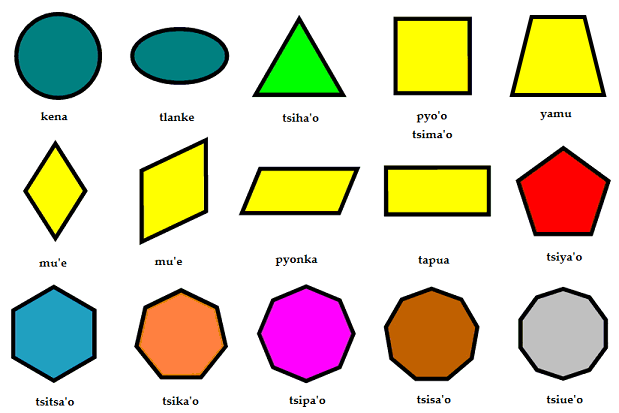 kena
tlanke
tsiha'o
pyo'o
tsima'o
yamu
mu'e
mu'e
pyonka
tapua
tsiya'o
tsitsa'o
tsika'o
tsipa'o
tsisa'o
tsiue'o